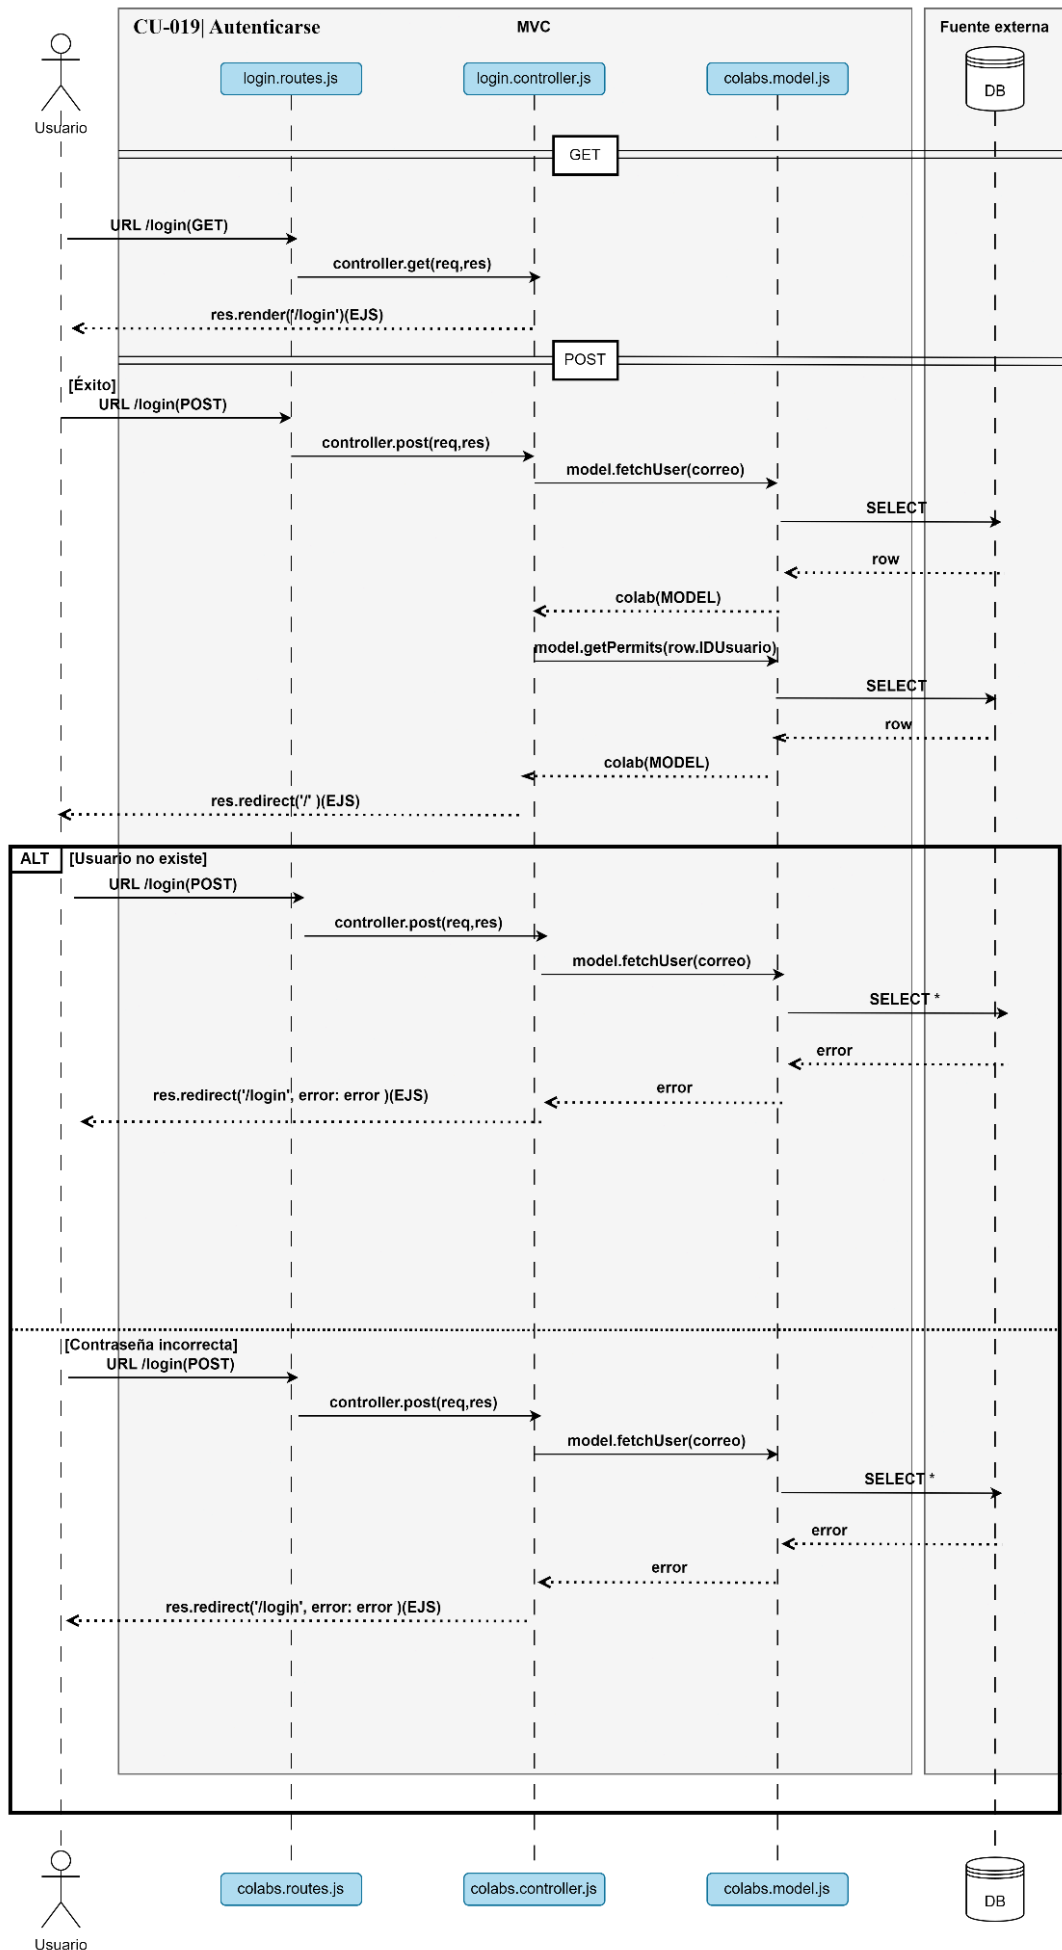 CU-019| Autenticarse
MVC
Fuente externa
login.routes.js
login.controller.js
colabs.model.js
DB
Usuario
GET
URL /login(GET)
controller.get(req,res)
res.render('/login')(EJS)
POST
[Éxito]
URL /login(POST)
controller.post(req,res)
model.fetchUser(correo)
SELECT
row
colab(MODEL)
model.getPermits(row.IDUsuario)
SELECT
row
colab(MODEL)
res.redirect('/' )(EJS)
ALT
[Usuario no existe]
URL /login(POST)
controller.post(req,res)
model.fetchUser(correo)
SELECT *
error
error
res.redirect('/login', error: error )(EJS)
[Contraseña incorrecta]
URL /login(POST)
controller.post(req,res)
model.fetchUser(correo)
SELECT *
error
error
res.redirect('/login', error: error )(EJS)
colabs.routes.js
colabs.controller.js
colabs.model.js
DB
Usuario